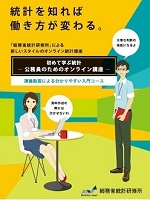 統計を知れば
働き方が変わる。
「総務省統計研修所」による
新しいスタイルのオンライン統計講座
初めて学ぶ統計
― 公務員のためのオンライン講座 ―
講義動画による分かりやすい入門コース
総務省統計研修所